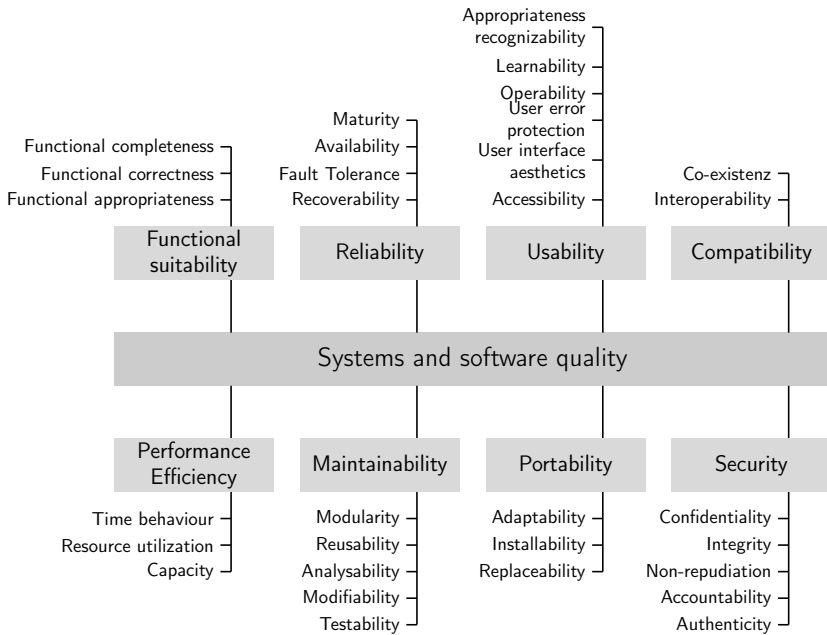 Functional completeness
Functional correctness
Functional appropriateness
Functional
suitability
Maturity
Availability
Fault Tolerance
Recoverability
Reliability
Appropriateness
recognizability
Learnability
Operability
User error
protection
User interface
aesthetics
Accessibility
Usability
Co-existenz
Interoperability
Compatibility
Systems and software quality
Performance
Efficiency
Time behaviour
Resource utilization
Capacity
Maintainability
Modularity
Reusability
Analysability
Modifiability
Testability
Portability
Adaptability
Installability
Replaceability
Security
Confidentiality
Integrity
Non-repudiation
Accountability
Authenticity